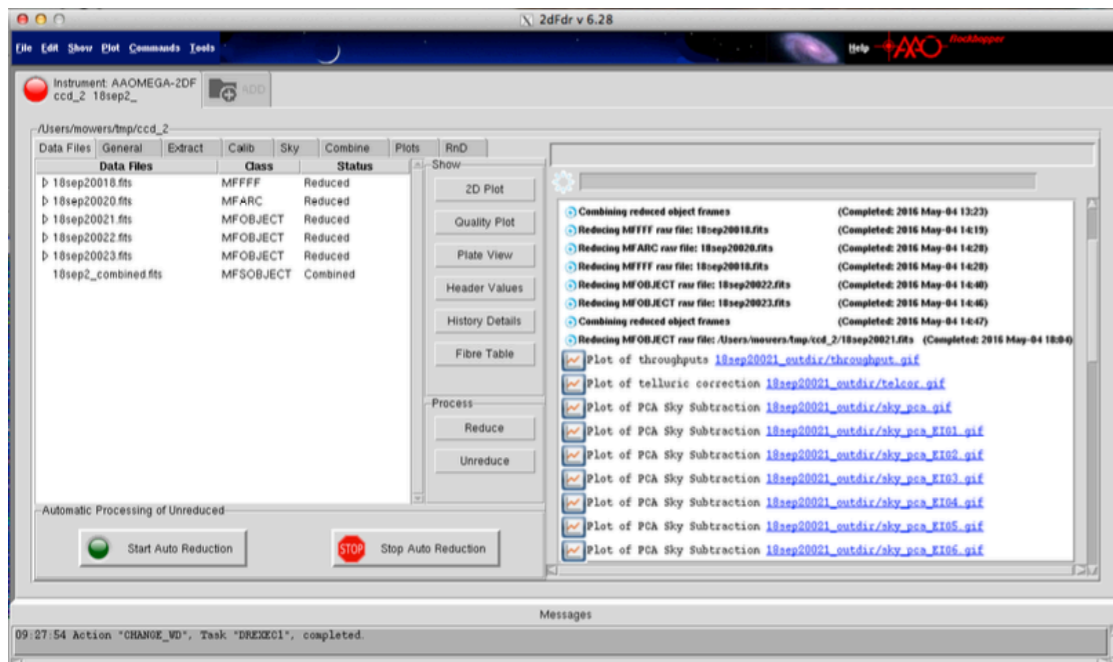 2dFdr v 6.28
File Edit Show Plot Commands Tools
Help AAO Rockhopper
Instrument: AAOMEGA-2DF
ccd_2 18sep2_
ADD
/Users/mowers/tmp/ccd_2
Data Files General Extract Calib Sky Combine Plots RnD
Data Files Class Status
18sep20018.fits MFFFF Reduced
18sep20020.fits MFARC Reduced
18sep20021.fits MFOBJECT Reduced
18sep20022.fits MFOBJECT Reduced
18sep20023.fits MFOBJECT Reduced
18sep2_combined.fits MFSOBJECT Combined
Show
2D Plot
Quality Plot
Plate View
Header Values
History Details
Fibre Table
Process
Reduce
Unreduce
Automatic Processing of Unreduced
Start Auto Reduction
STOP Stop Auto Reduction
Combining reduced object frames (Completed: 2016 May-04 13:23)
Reducing MFFFF raw file: 18sep20018.fits (Completed: 2016 May-04 14:19)
Reducing MFARC raw file: 18sep20020.fits (Completed: 2016 May-04 14:28)
Reducing MFFFF raw file: 18sep20018.fits (Completed: 2016 May-04 14:28)
Reducing MFOBJECT raw file: 18sep20022.fits (Completed: 2016 May-04 14:40)
Reducing MFOBJECT raw file: 18sep20023.fits (Completed: 2016 May-04 14:46)
Combining reduced object frames (Completed: 2016 May-04 14:47)
Reducing MFOBJECT raw file: /Users/mowers/tmp/ccd_2/18sep20021.fits (Completed: 2016 May-04 18:04)
Plot of throughputs 18sep20021_outdir/throughput.gif
Plot of telluric correction 18sep20021_outdir/telcor.gif
Plot of PCA Sky Subtraction 18sep20021_outdir/sky_pca.gif
Plot of PCA Sky Subtraction 18sep20021_outdir/sky_pca_EIG1.gif
Plot of PCA Sky Subtraction 18sep20021_outdir/sky_pca_EIG2.gif
Plot of PCA Sky Subtraction 18sep20021_outdir/sky_pca_EIG3.gif
Plot of PCA Sky Subtraction 18sep20021_outdir/sky_pca_EIG4.gif
Plot of PCA Sky Subtraction 18sep20021_outdir/sky_pca_EIG5.gif
Plot of PCA Sky Subtraction 18sep20021_outdir/sky_pca_EIG6.gif
Messages
09:27:54 Action "CHANGE_WD", Task "DREXEC1", completed.